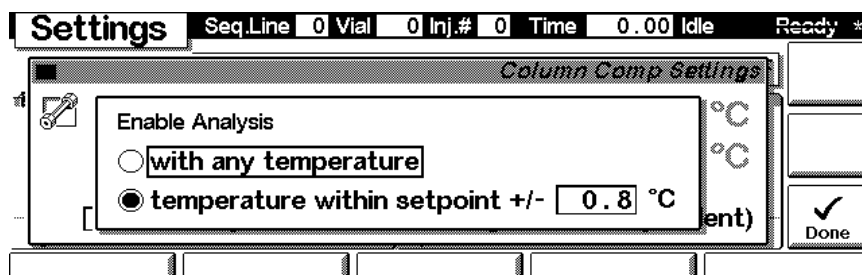 Settings Seq.Line 0 Vial 0 Inj.# 0 Time 0.00 Idle Ready *
Column Comp Settings
Enable Analysis
°C
with any temperature
°C
temperature within setpoint +/- 0.8 °C
[ ent)
Done